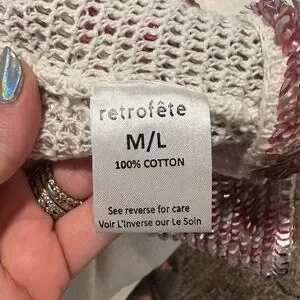 retrofête
M/L
100% COTTON
See reverse for care
Voir L'Inverse our Le Soin